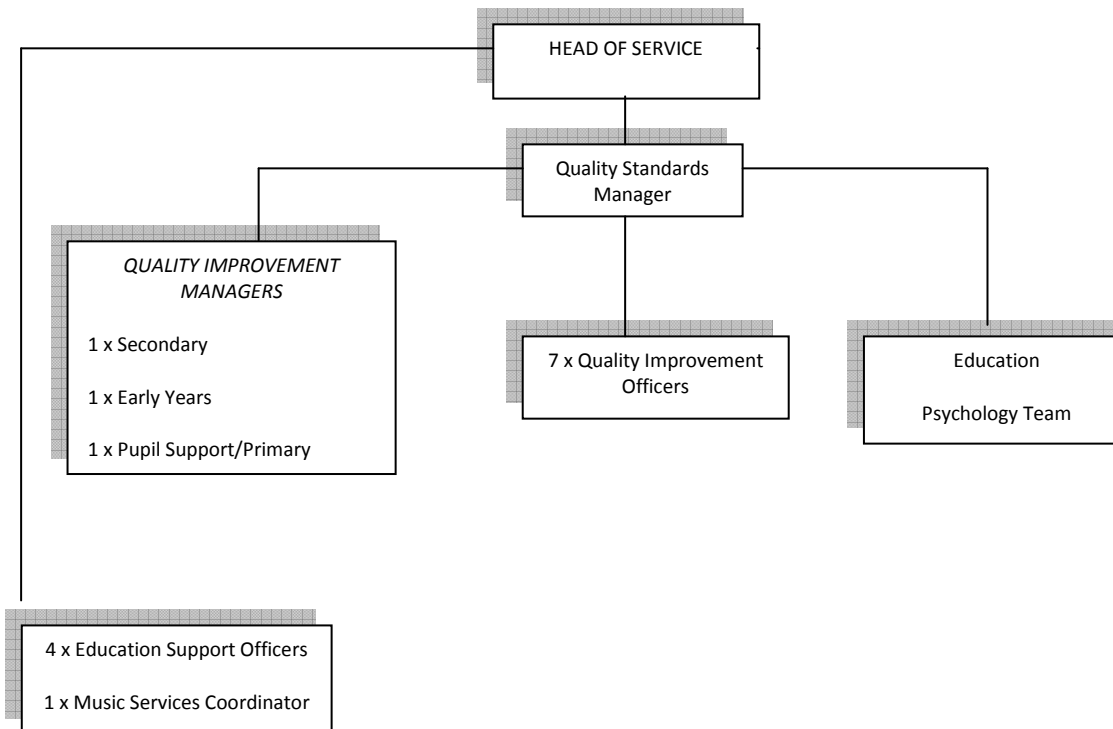 HEAD OF SERVICE
Quality Standards
Manager
QUALITY IMPROVEMENT
MANAGERS
1 x Secondary
1 x Early Years
1 x Pupil Support/Primary
7 x Quality Improvement
Officers
Education
Psychology Team
4 x Education Support Officers
1 x Music Services Coordinator